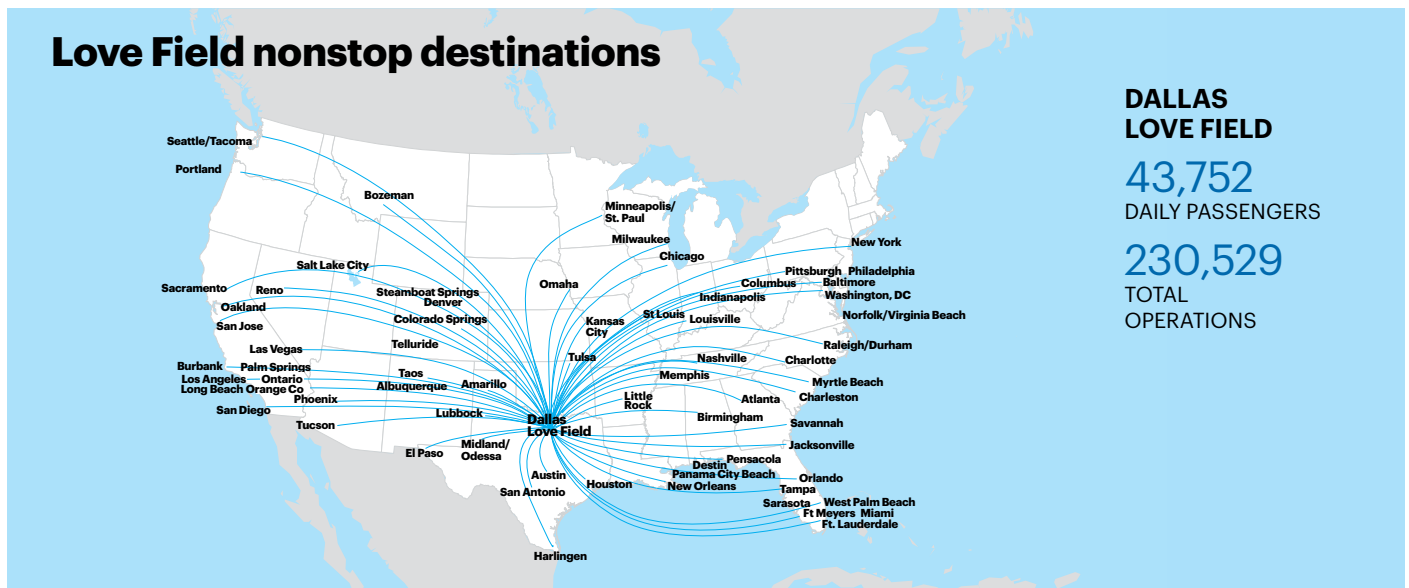 Love Field nonstop destinations
DALLAS
LOVE FIELD
43,752
DAILY PASSENGERS
230,529
TOTAL
OPERATIONS
Seattle/Tacoma
Portland
Bozeman
Minneapolis/
St. Paul
Milwaukee
Chicago
New York
Salt Lake City
Pittsburgh
Philadelphia
Sacramento
Reno
Steamboat Springs
Denver
Omaha
Columbus
Baltimore
Indianapolis
Washington, DC
Oakland
San Jose
Colorado Springs
Kansas
City
St Louis
Louisville
Norfolk/Virginia Beach
Las Vegas
Telluride
Tulsa
Nashville
Raleigh/Durham
Charlotte
Burbank
Palm Springs
Los Angeles
Ontario
Long Beach
Orange Co
Taos
Albuquerque
Amarillo
Memphis
Myrtle Beach
Phoenix
Little
Rock
Atlanta
Charleston
San Diego
Tucson
Lubbock
Dallas
Love Field
Birmingham
Savannah
El Paso
Midland/
Odessa
Jacksonville
Pensacola
Destin
Panama City Beach
New Orleans
Austin
San Antonio
Houston
Orlando
Tampa
Sarasota
West Palm Beach
Ft Meyers
Miami
Ft. Lauderdale
Harlingen